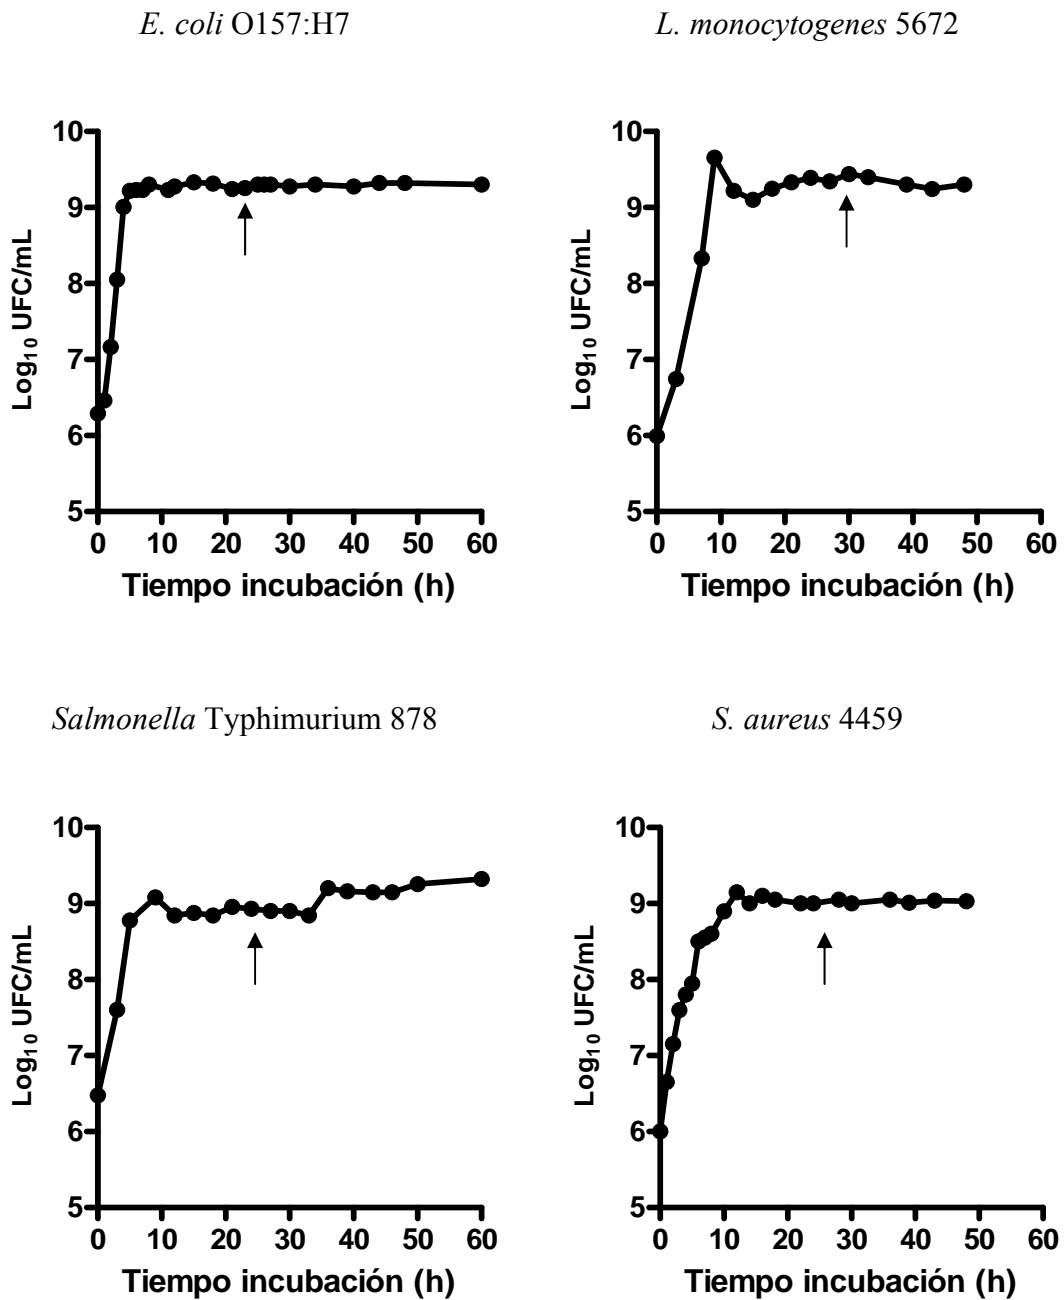 E. coli O157:H7
L. monocytogenes 5672
10
9
8
7
6
5
Log10 UFC/mL
0 10 20 30 40 50 60
Tiempo incubación (h)
10
9
8
7
6
5
Log10 UFC/mL
0 10 20 30 40 50 60
Tiempo incubación (h)
Salmonella Typhimurium 878
S. aureus 4459
10
9
8
7
6
5
Log10 UFC/mL
0 10 20 30 40 50 60
Tiempo incubación (h)
10
9
8
7
6
5
Log10 UFC/mL
0 10 20 30 40 50 60
Tiempo incubación (h)